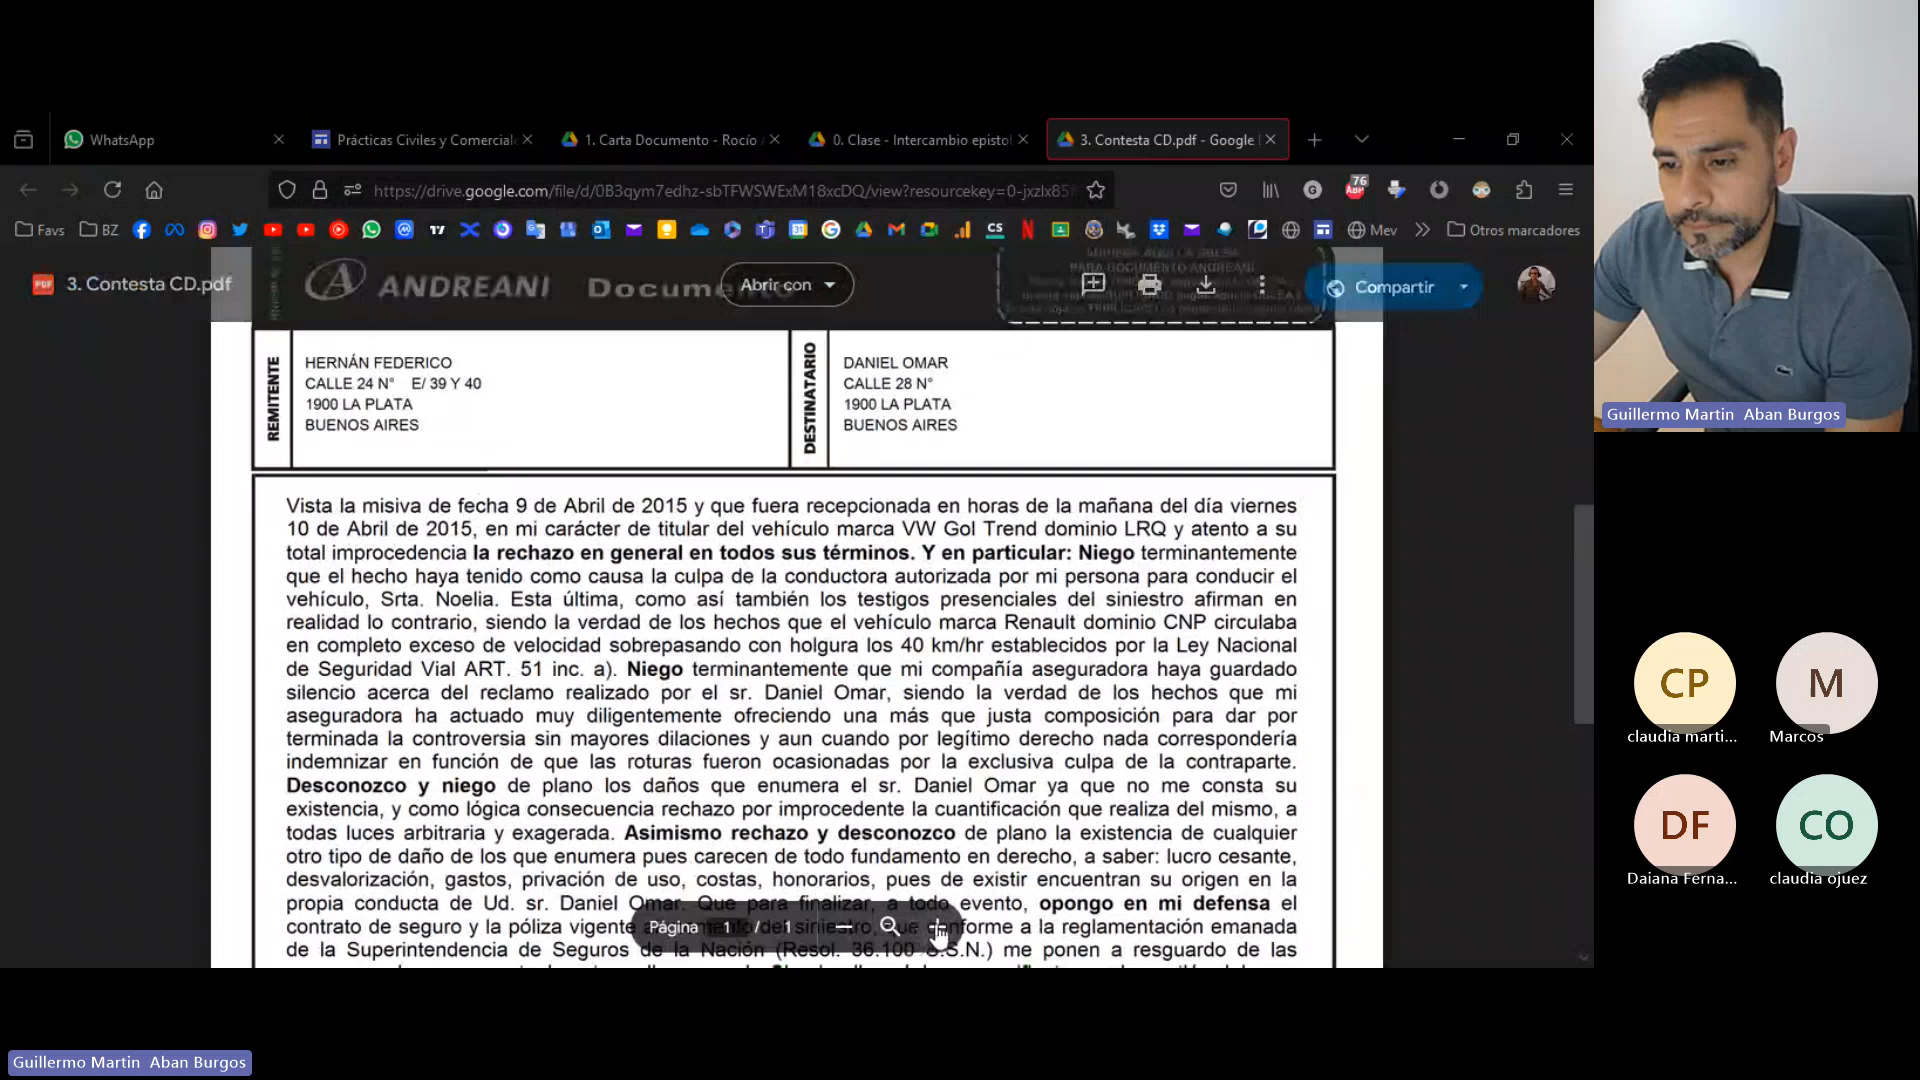 WhatsApp
Prácticas Civiles y Comerciale
1. Carta Documento - Rocío
0. Clase - Intercambio epistol
3. Contesta CD.pdf - Google
https://drive.google.com/file/d/0B3qym7edhz-sbTFWSWExM18xcDQ/view?resourcekey=0-jxzlx85
76
Favs
BZ
CS
Mev
Otros marcadores
PDF
3. Contesta CD.pdf
ANDREANI
Docume
Abrir con
PARA DOCUMENTO ANDREANI
Compartir
REMITENTE
HERNÁN FEDERICO
CALLE 24 N° E/ 39 Y 40
1900 LA PLATA
BUENOS AIRES
DESTINATARIO
DANIEL OMAR
CALLE 28 N°
1900 LA PLATA
BUENOS AIRES
Vista la misiva de fecha 9 de Abril de 2015 y que fuera recepcionada en horas de la mañana del día viernes
10 de Abril de 2015, en mi carácter de titular del vehículo marca VW Gol Trend dominio LRQ y atento a su
total improcedencia la rechazo en general en todos sus términos. Y en particular: Niego terminantemente
que el hecho haya tenido como causa la culpa de la conductora autorizada por mi persona para conducir el
vehículo, Srta. Noelia. Esta última, como así también los testigos presenciales del siniestro afirman en
realidad lo contrario, siendo la verdad de los hechos que el vehículo marca Renault dominio CNP circulaba
en completo exceso de velocidad sobrepasando con holgura los 40 km/hr establecidos por la Ley Nacional
de Seguridad Vial ART. 51 inc. a). Niego terminantemente que mi compañía aseguradora haya guardado
silencio acerca del reclamo realizado por el sr. Daniel Omar, siendo la verdad de los hechos que mi
aseguradora ha actuado muy diligentemente ofreciendo una más que justa composición para dar por
terminada la controversia sin mayores dilaciones y aun cuando por legítimo derecho nada correspondería
indemnizar en función de que las roturas fueron ocasionadas por la exclusiva culpa de la contraparte.
Desconozco y niego de plano los daños que enumera el sr. Daniel Omar ya que no me consta su
existencia, y como lógica consecuencia rechazo por improcedente la cuantificación que realiza del mismo, a
todas luces arbitraria y exagerada. Asimismo rechazo y desconozco de plano la existencia de cualquier
otro tipo de daño de los que enumera pues carecen de todo fundamento en derecho, a saber: lucro cesante,
desvalorización, gastos, privación de uso, costas, honorarios, pues de existir encuentran su origen en la
propia conducta de Ud. sr. Daniel Omar. Que para finalizar, a todo evento, opongo en mi defensa el
contrato de seguro y la póliza vigente del siniestro, que conforme a la reglamentación emanada
de la Superintendencia de Seguros de la Nación (Resol. 36.100 S.S.N.) me ponen a resguardo de las
Página 1 / 1
Guillermo Martin Aban Burgos
CP
claudia marti...
M
Marcos
DF
Daiana Ferna...
CO
claudia ojuez
Guillermo Martin Aban Burgos